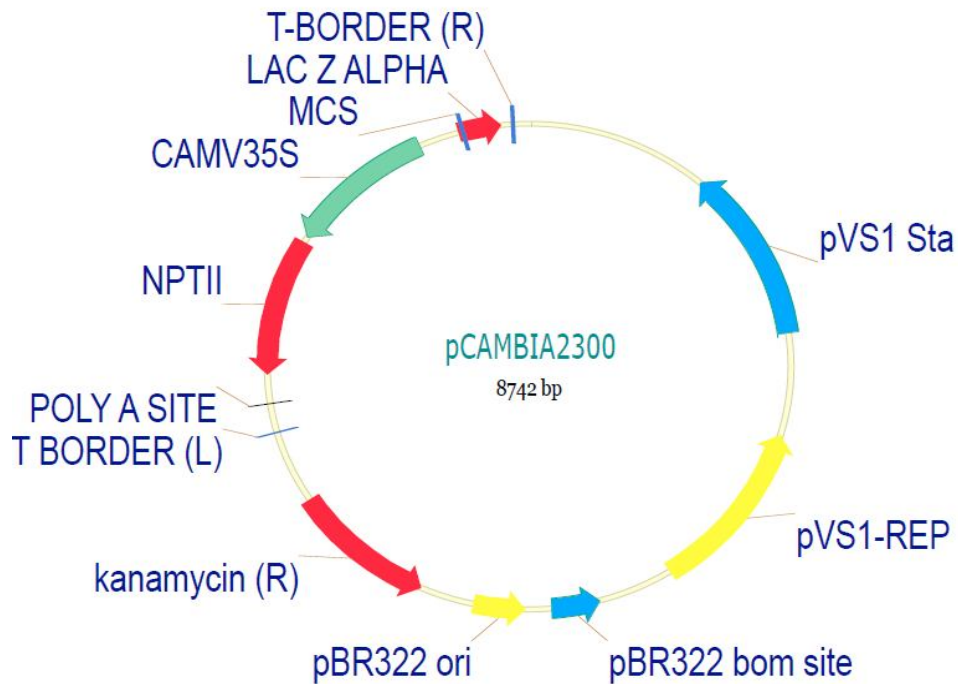 T-BORDER (R)
LAC Z ALPHA
MCS
CAMV35S
pVS1 Sta
NPTII
pCAMBIA2300
8742 bp
POLY A SITE
T BORDER (L)
pVS1-REP
kanamycin (R)
pBR322 ori
pBR322 bom site